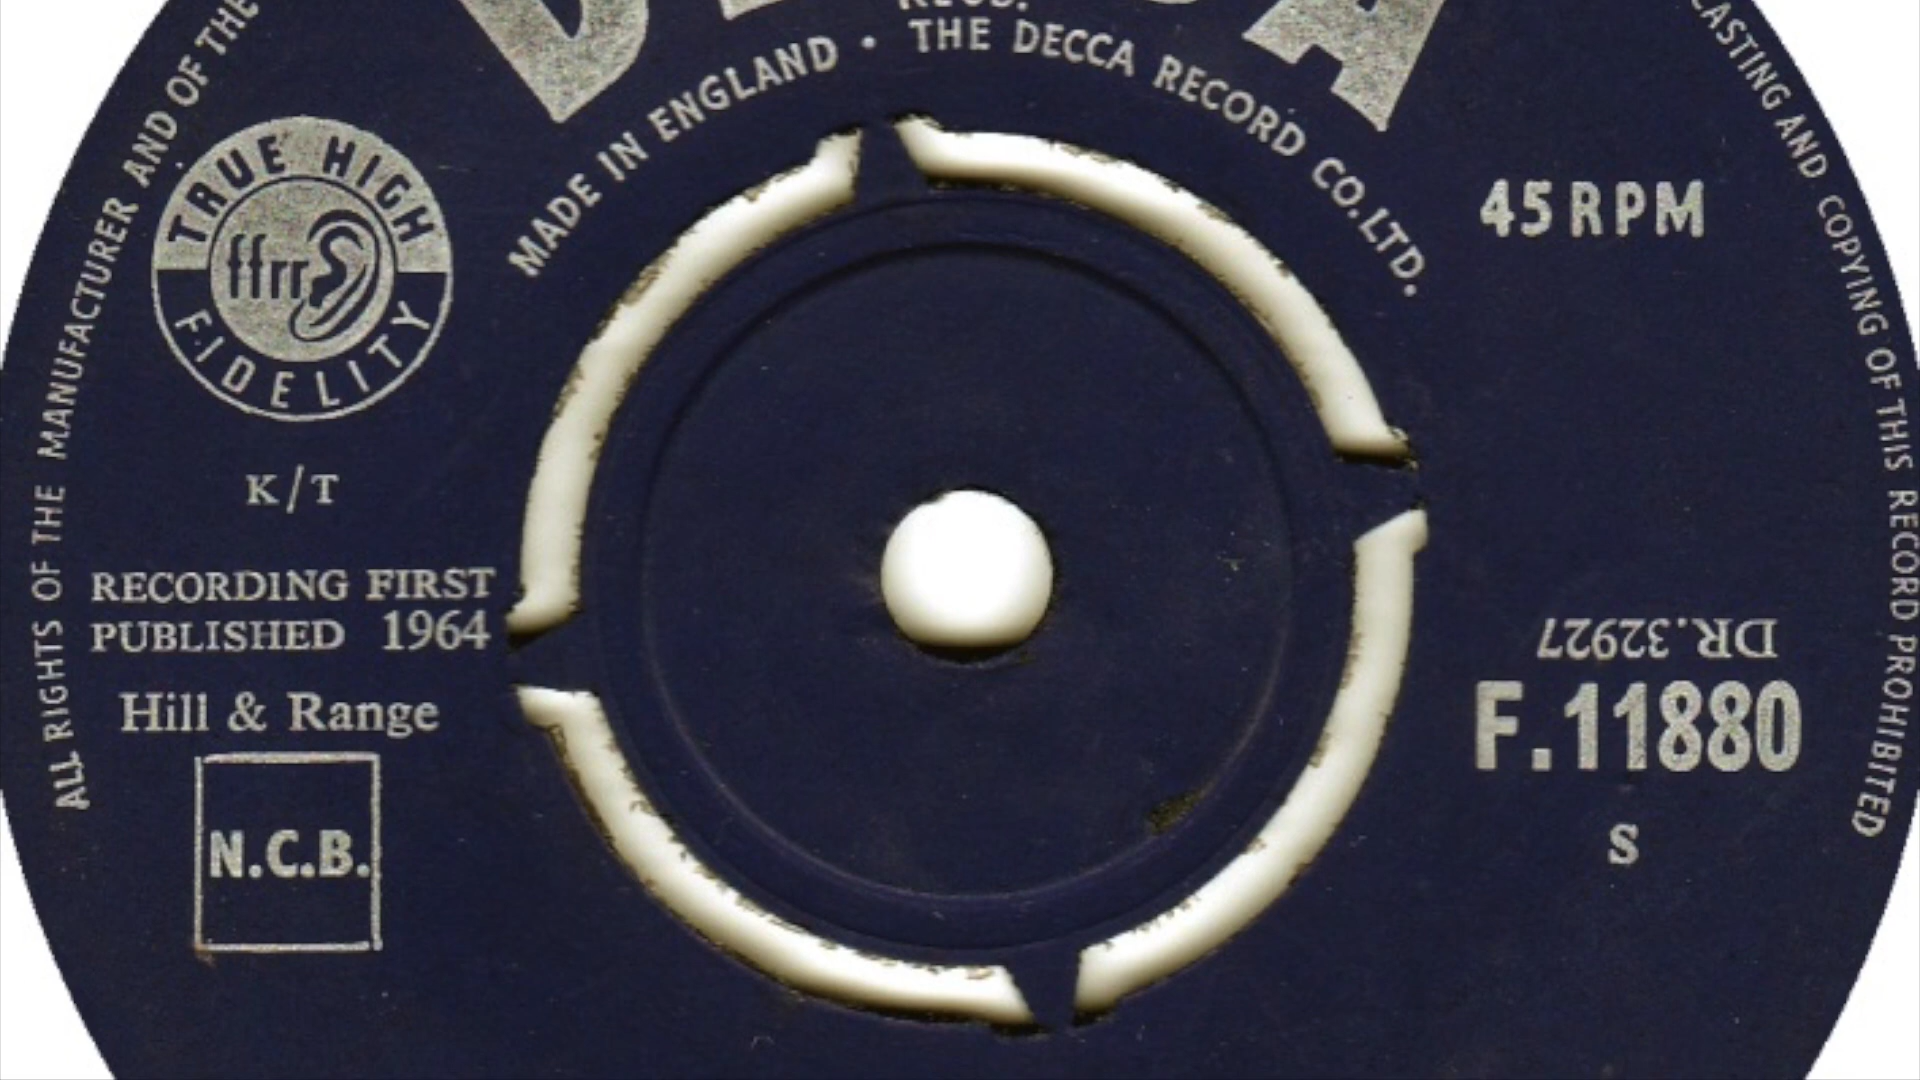 MADE IN ENGLAND • THE DECCA RECORD CO. LTD.
ALL RIGHTS OF THE MANUFACTURER AND OF THE
CASTING AND COPYING OF THIS RECORD PROHIBITED
TRUE HIGH
ffrr
FIDELITY
45 RPM
K/T
RECORDING FIRST
PUBLISHED 1964
Hill & Range
N.C.B.
DR.32927
F.11880
S